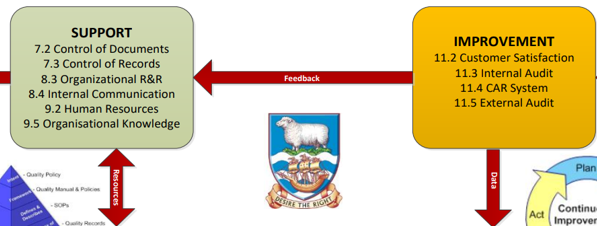 SUPPORT
7.2 Control of Documents
7.3 Control of Records
8.3 Organizational R&R
8.4 Internal Communication
9.2 Human Resources
9.5 Organisational Knowledge
Feedback
IMPROVEMENT
11.2 Customer Satisfaction
11.3 Internal Audit
11.4 CAR System
11.5 External Audit
DESIRE THE RIGHT
Resources
Data
- Quality Policy
- Quality Manual & Policies
- SOPs
- Quality Records
Plan
Act